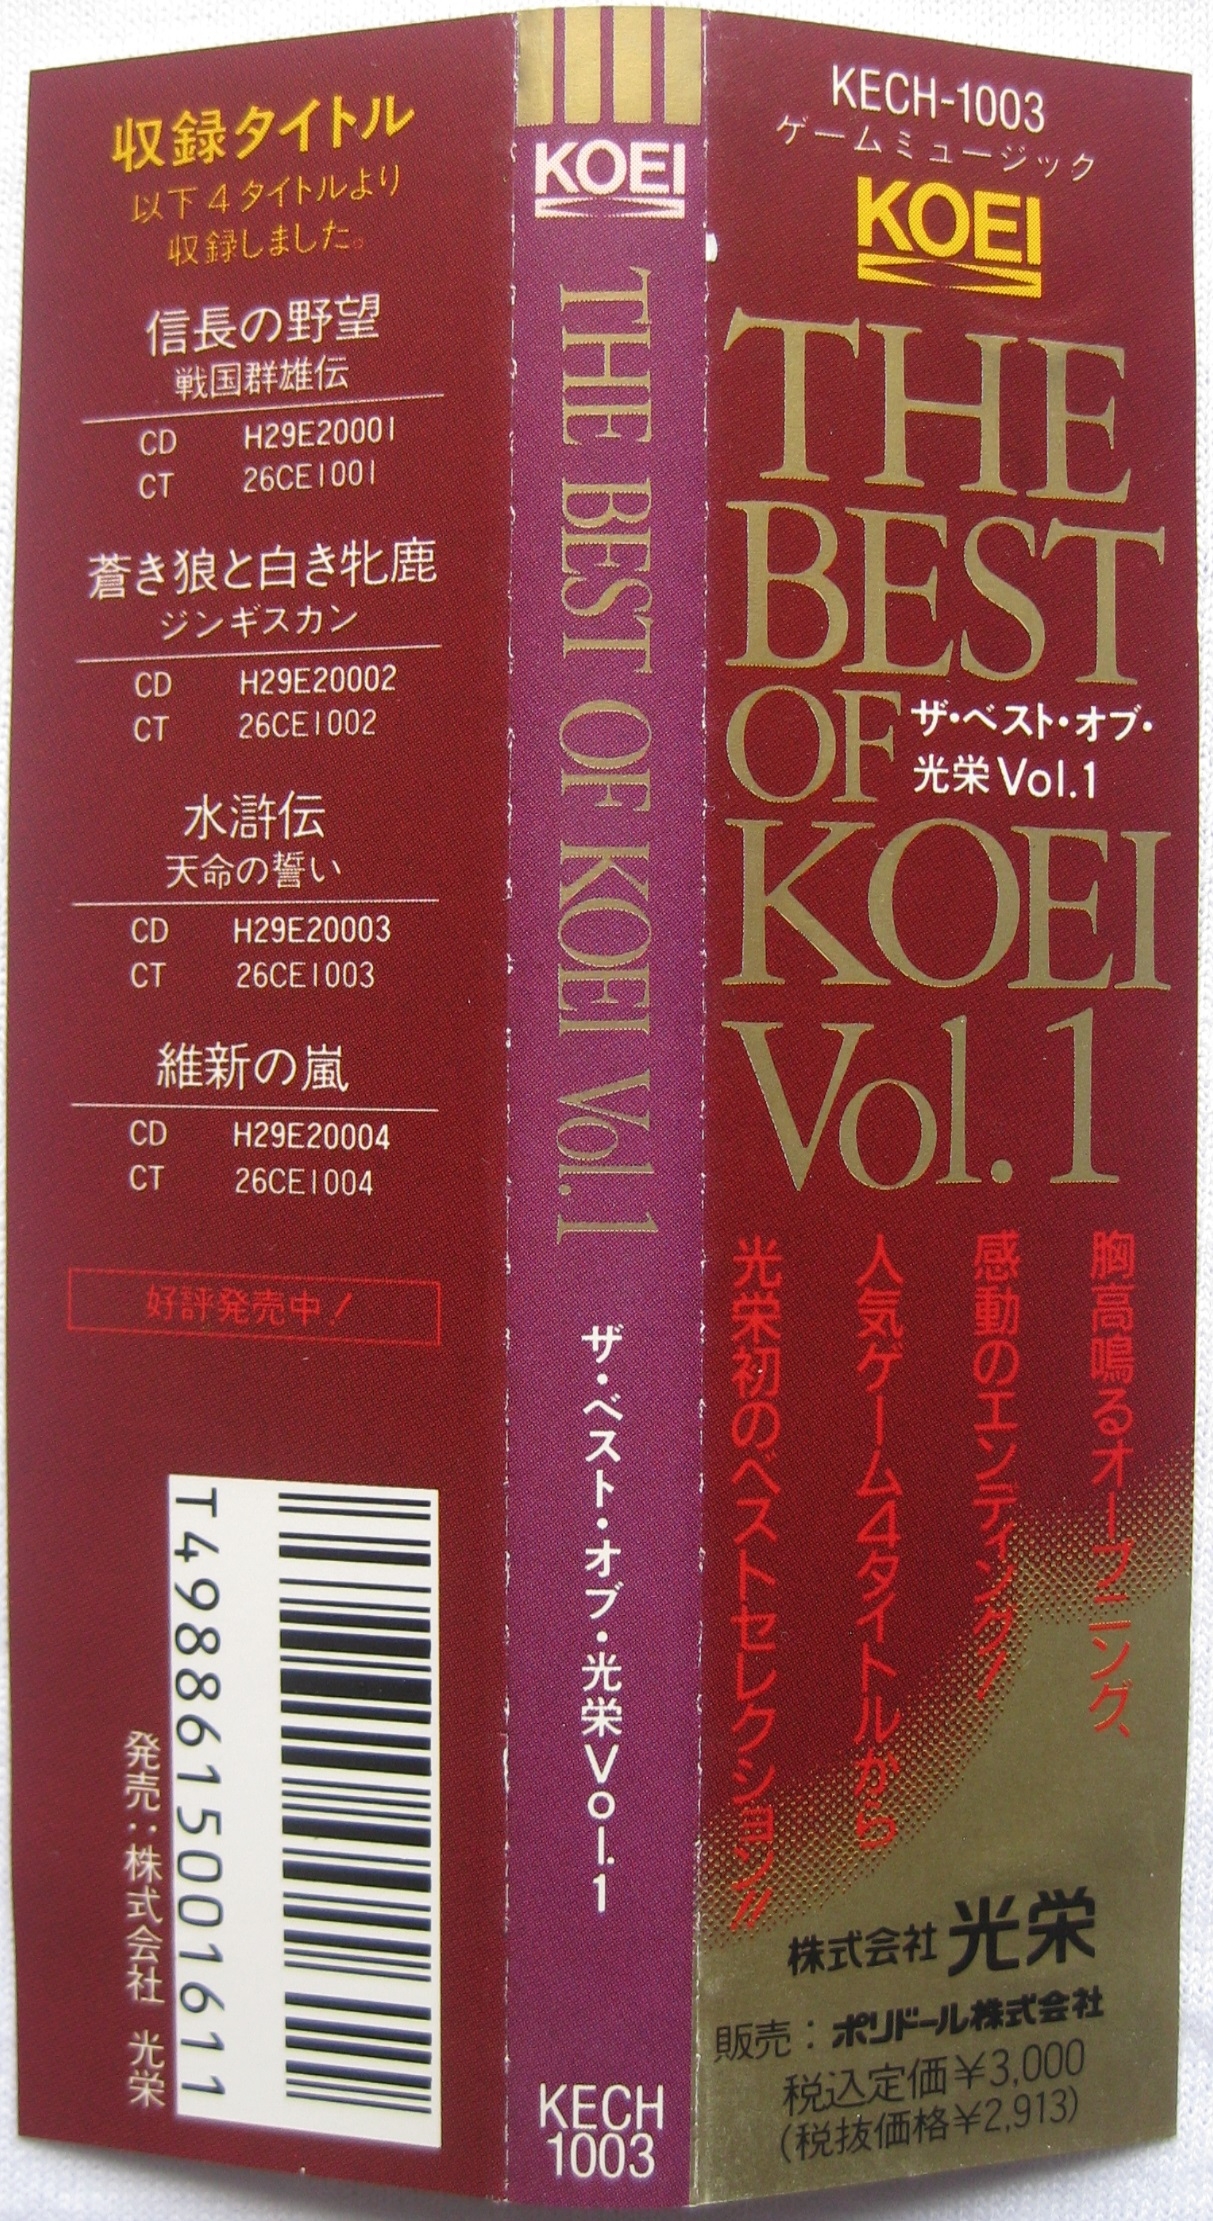 収録タイトル
以下4タイトルより
収録しました。
信長の野望
戦国群雄伝
CD H29E20001
CT 26CE1001
蒼き狼と白き牝鹿
ジンギスカン
CD H29E20002
CT 26CE1002
水滸伝
天命の誓い
CD H29E20003
CT 26CE1003
維新の嵐
CD H29E20004
CT 26CE1004
好評発売中!
T4988615001611
発売:株式会社 光栄
KOEI
THE BEST OF KOEI Vol.1
ザ・ベスト・オブ・光栄Vol.1
KECH
1003
KECH-1003
ゲームミュージック
KOEI
THE
BEST
OF
ザ・ベスト・オブ・
光栄Vol.1
KOEI
Vol.1
胸高鳴るオープニング、
感動のエンディング!
人気ゲーム4タイトルから
光栄初のベストセレクション!!
株式会社 光栄
販売:ポリドール株式会社
税込定価¥3,000
(税抜価格¥2,913)